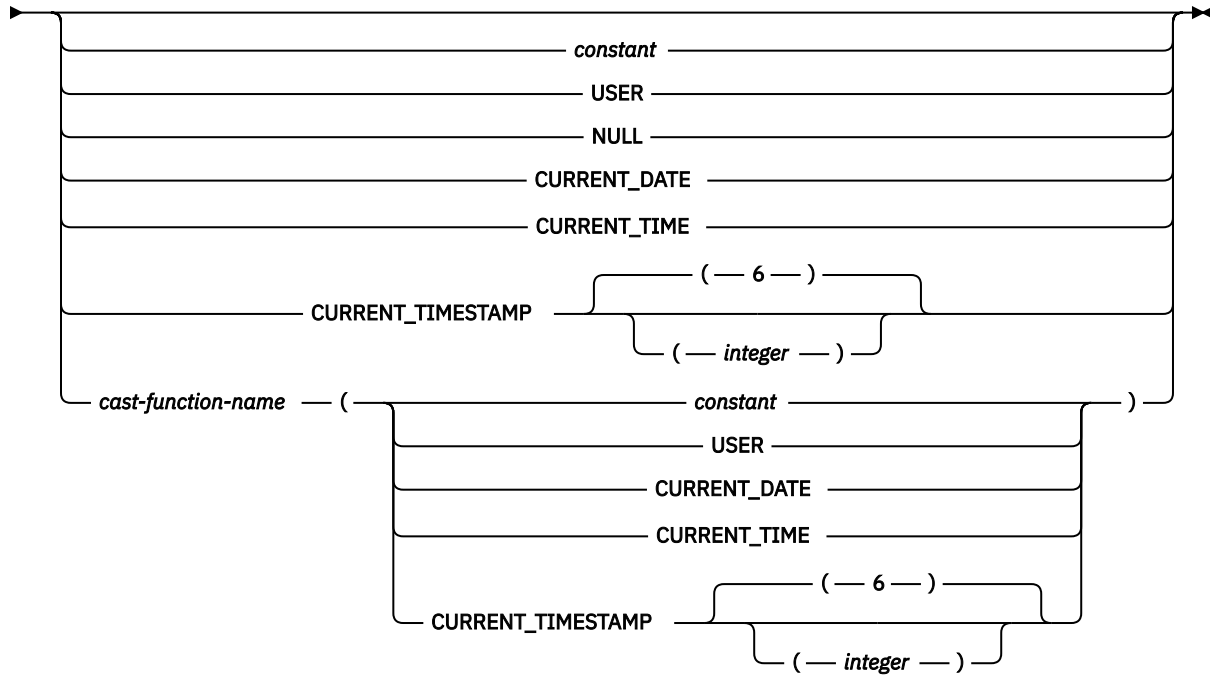 constant
USER
NULL
CURRENT_DATE
CURRENT_TIME
( 6 )
CURRENT_TIMESTAMP
( integer )
cast-function-name ( constant )
USER
CURRENT_DATE
CURRENT_TIME
( 6 )
CURRENT_TIMESTAMP
( integer )